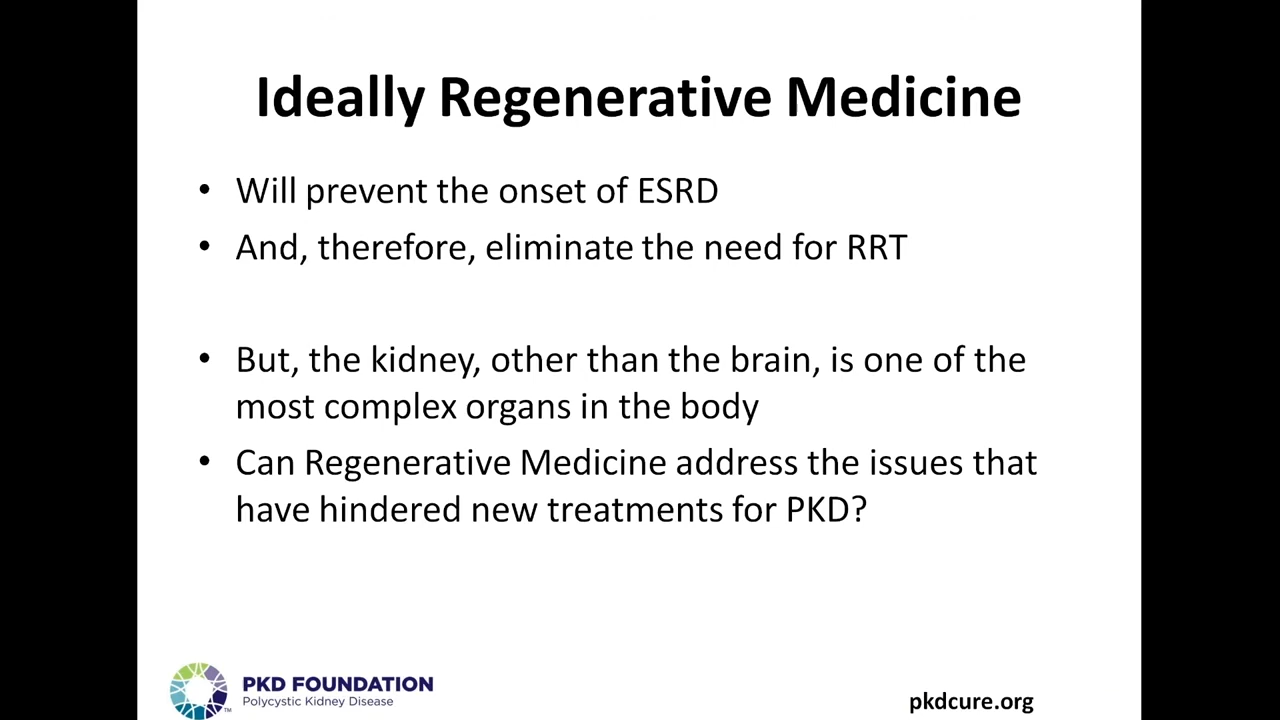 Ideally Regenerative Medicine
• Will prevent the onset of ESRD
• And, therefore, eliminate the need for RRT
• But, the kidney, other than the brain, is one of the
most complex organs in the body
• Can Regenerative Medicine address the issues that
have hindered new treatments for PKD?
PKD FOUNDATION
Polycystic Kidney Disease
TM
pkdcure.org